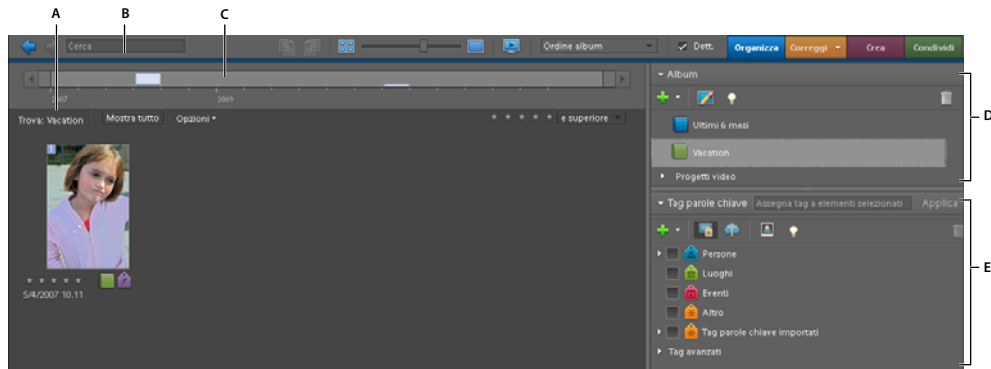 A
B
C
Cerca
Ordine album
Dett.
Organizza
Correggi
Crea
Condividi
2007
2009
Trova: Vacation
Mostra tutto
Opzioni
e superiore
1
5/4/2007 10.11
Album
Ultimi 6 mesi
Vacation
Progetti video
D
Tag parole chiave
Assegna tag a elementi selezionati
Applica
Persone
Luoghi
Eventi
Altro
Tag parole chiave importati
Tag avanzati
E